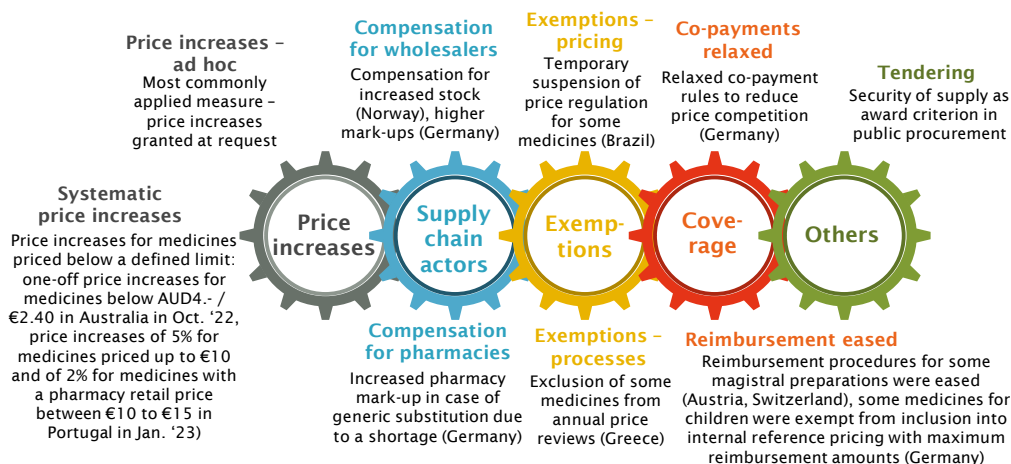 Price increases –
ad hoc
Most commonly
applied measure –
price increases
granted at request
Compensation
for wholesalers
Compensation for
increased stock
(Norway), higher
mark-ups (Germany)
Exemptions –
pricing
Temporary
suspension of
price regulation
for some
medicines (Brazil)
Co-payments
relaxed
Relaxed co-payment
rules to reduce
price competition
(Germany)
Tendering
Security of supply as
award criterion in
public procurement
Systematic
price increases
Price increases for medicines
priced below a defined limit:
one-off price increases for
medicines below AUD4.- /
€2.40 in Australia in Oct. ‘22,
price increases of 5% for
medicines priced up to €10
and of 2% for medicines with
a pharmacy retail price
between €10 to €15 in
Portugal in Jan. ‘23)
Price
increases
Supply
chain
actors
Exemp-
tions
Cove-
rage
Others
Compensation
for pharmacies
Increased pharmacy
mark-up in case of
generic substitution due
to a shortage (Germany)
Exemptions –
processes
Exclusion of some
medicines from
annual price
reviews (Greece)
Reimbursement eased
Reimbursement procedures for some
magistral preparations were eased
(Austria, Switzerland), some medicines for
children were exempt from inclusion into
internal reference pricing with maximum
reimbursement amounts (Germany)